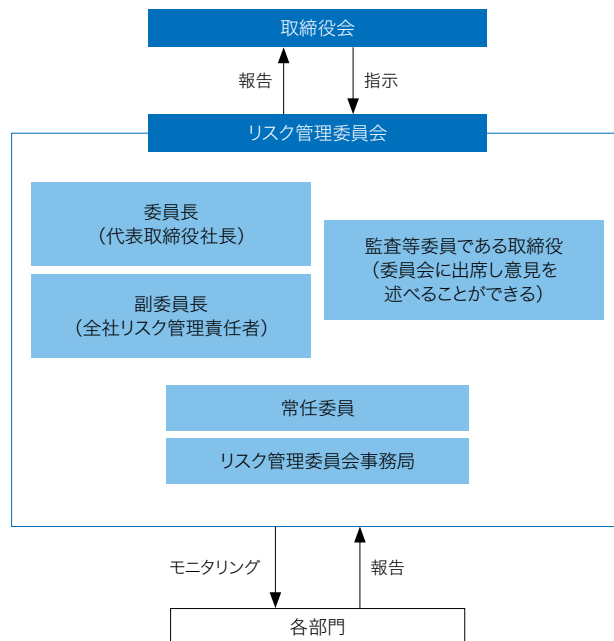 取締役会
報告
指示
リスク管理委員会
委員長
（代表取締役社長）
監査等委員である取締役
（委員会に出席し意見を
述べることができる）
副委員長
（全社リスク管理責任者）
常任委員
リスク管理委員会事務局
モニタリング
報告
各部門